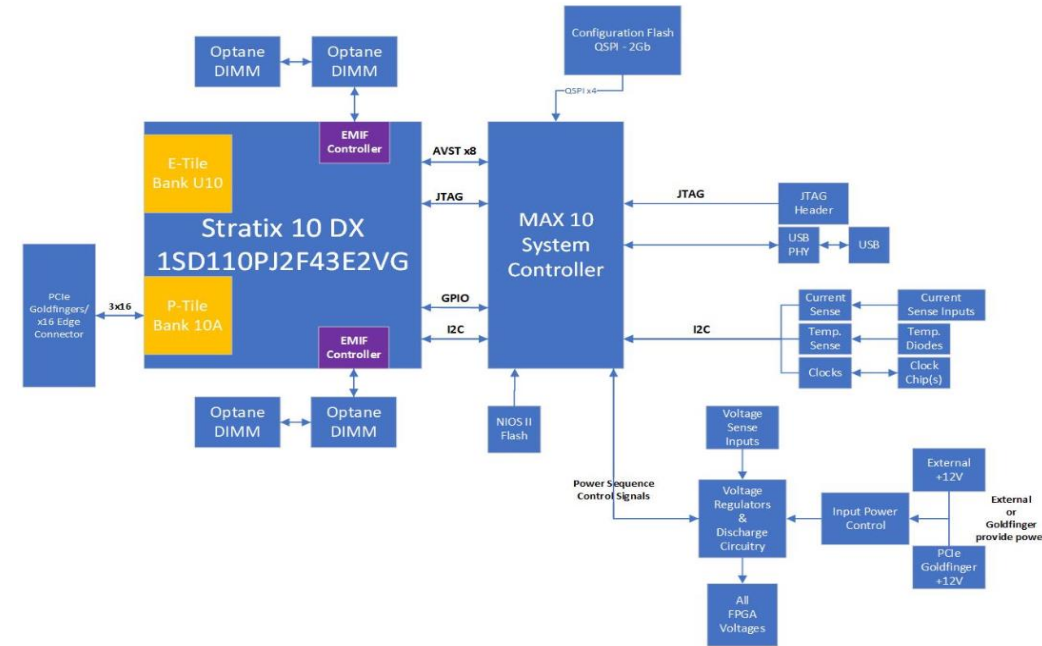 Configuration Flash
QSPI - 2Gb
QSPI x4
Optane
DIMM
Optane
DIMM
EMIF
Controller
E-Tile
Bank U10
Stratix 10 DX
1SD110PJ2F43E2VG
P-Tile
Bank 10A
EMIF
Controller
PCIe
Goldfingers/
x16 Edge
Connector
3x16
AVST x8
JTAG
GPIO
I2C
MAX 10
System
Controller
JTAG
JTAG
Header
USB
PHY
USB
I2C
Current
Sense
Current
Sense Inputs
Temp.
Sense
Temp.
Diodes
Clocks
Clock
Chip(s)
Optane
DIMM
Optane
DIMM
NIOS II
Flash
Voltage
Sense
Inputs
Power Sequence
Control Signals
Voltage
Regulators
&
Discharge
Circuitry
Input Power
Control
External
+12V
External
or
Goldfinger
provide power
PCIe
Goldfinger
+12V
All
FPGA
Voltages